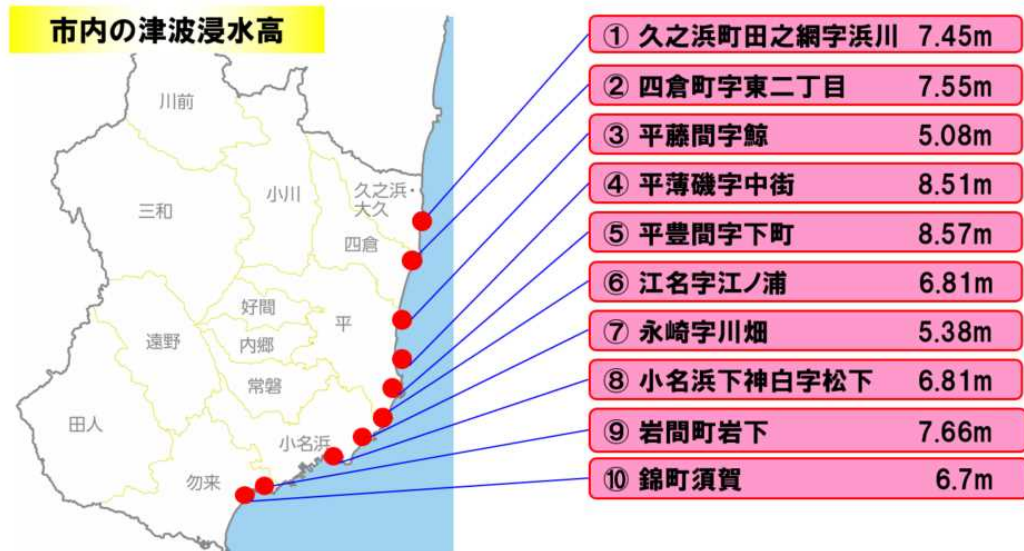 市内の津波浸水高
① 久之浜町田之網字浜川 7.45m
② 四倉町字東二丁目 7.55m
③ 平藤間字鯨 5.08m
④ 平薄磯字中街 8.51m
⑤ 平豊間字下町 8.57m
⑥ 江名字江ノ浦 6.81m
⑦ 永崎字川畑 5.38m
⑧ 小名浜下神白字松下 6.81m
⑨ 岩間町岩下 7.66m
⑩ 錦町須賀 6.7m
川前
小川
久之浜・
大久
三和
四倉
好間
平
遠野
内郷
常磐
田人
小名浜
勿来